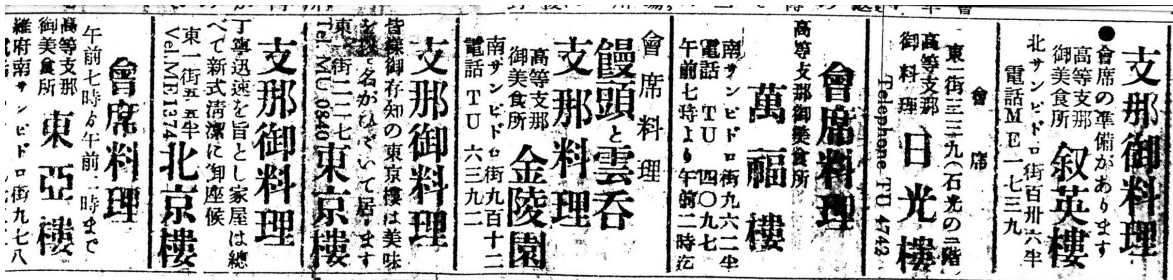 支那御料理
●會席の準備があります
高等支那
御美食所
叙英樓
北サンピドロ街百卅六半
電話ME一七三九
會席
東一街三三九(石光の二階
高等支那
御料理
日光樓
Telephone TU 4742
會席料理
高等支那御美食所
萬福樓
南サンピドロ街九六二半
電話 TU 四〇九七
午前七時より午前二時迄
會席料理
饅頭と雲呑
支那料理
高等支那
御美食所
金陵園
南サンピドロ街九百十二
電話 TU 六三九二
支那御料理
皆様御存知の東京樓は美味
を以て名がひゞいて居ます
東一街二二七
Tel. MU 0840
東京樓
支那御料理
丁寧迅速を旨とし家屋は總
べて新式清潔に御座候
東一街五五半
Vel. ME 1374
北京樓
會席料理
午前七時ゟ午前一時まで
高等支那
御美食所
東亞樓
羅府南サンピドロ街九七八